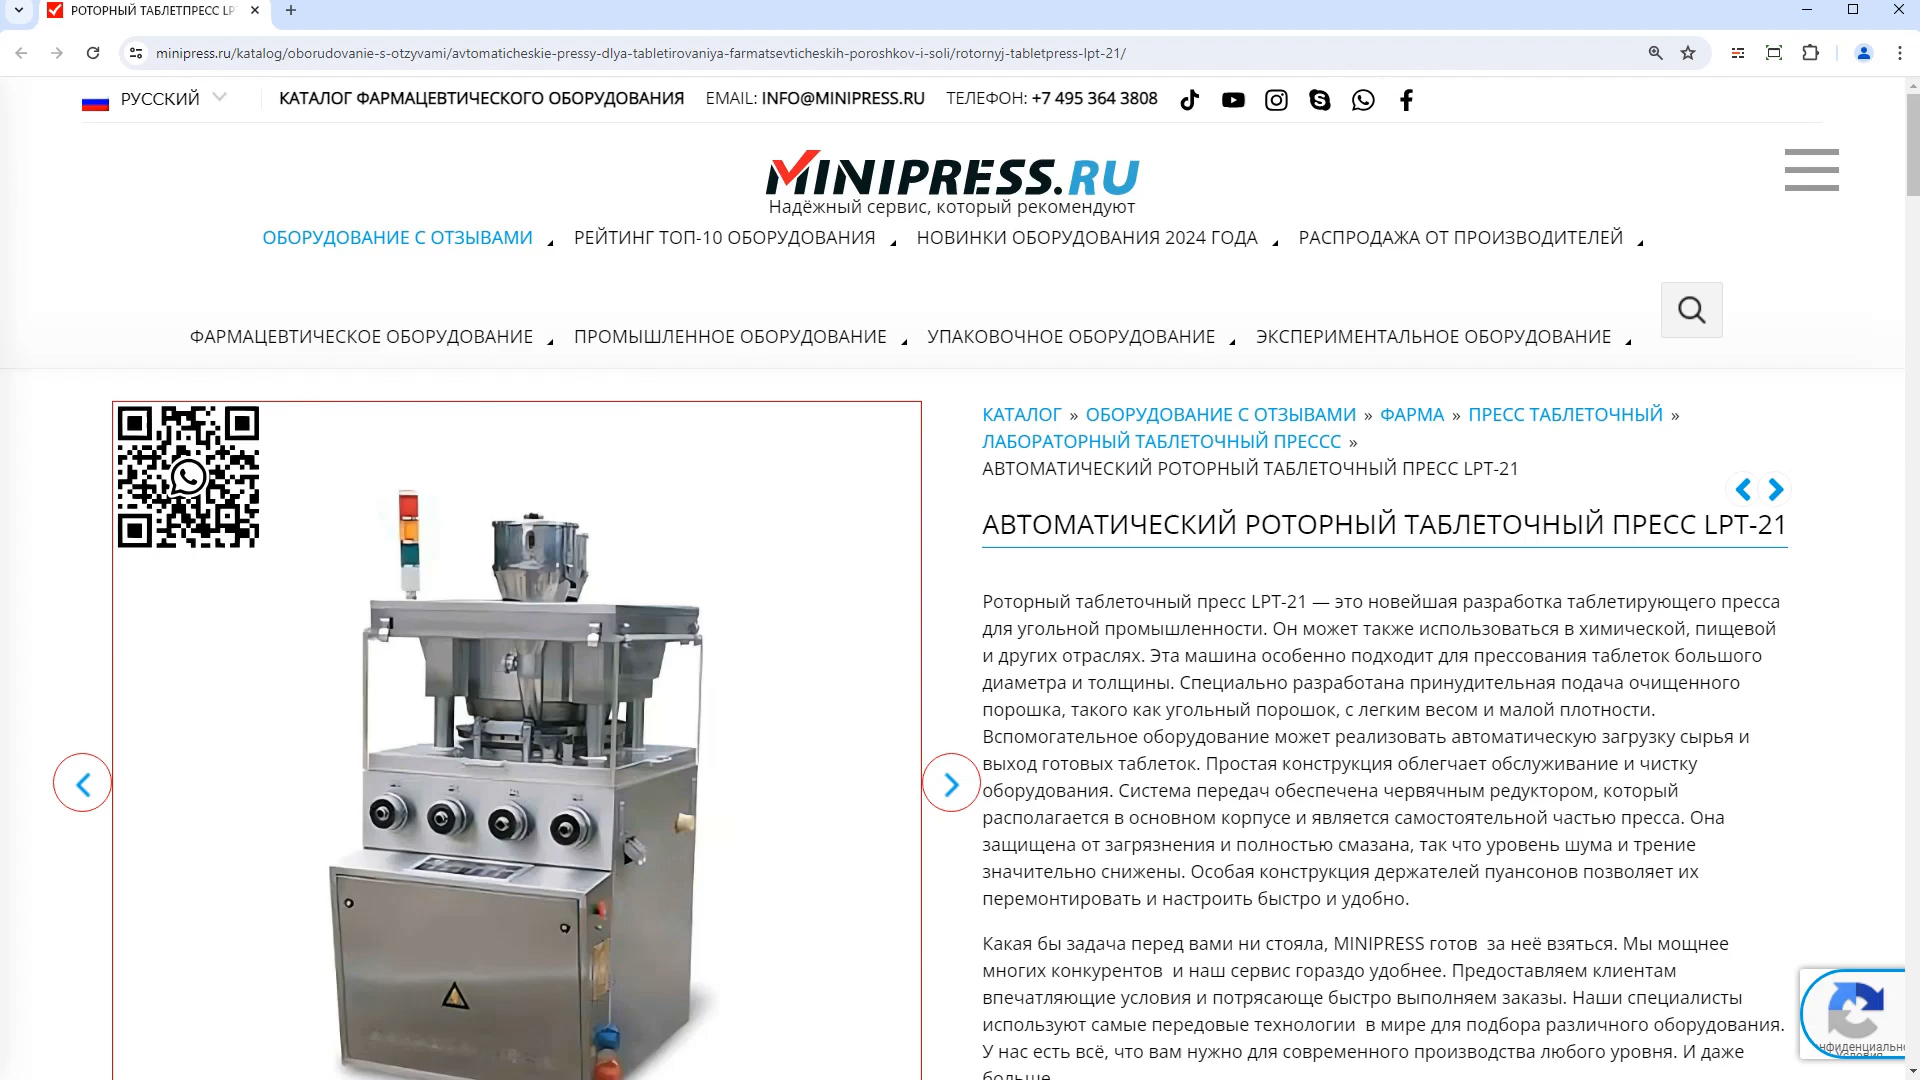 РОТОРНЫЙ ТАБЛЕТПРЕСС LP
minipress.ru/katalog/oborudovanie-s-otzyvami/avtomaticheskie-pressy-dlya-tabletirovaniya-farmatsevticheskih-poroshkov-i-soli/rotornyj-tabletpress-lpt-21/
РУССКИЙ
КАТАЛОГ ФАРМАЦЕВТИЧЕСКОГО ОБОРУДОВАНИЯ
EMAIL: INFO@MINIPRESS.RU
ТЕЛЕФОН: +7 495 364 3808
MINIPRESS.RU
Надёжный сервис, который рекомендуют
ОБОРУДОВАНИЕ С ОТЗЫВАМИ
РЕЙТИНГ ТОП-10 ОБОРУДОВАНИЯ
НОВИНКИ ОБОРУДОВАНИЯ 2024 ГОДА
РАСПРОДАЖА ОТ ПРОИЗВОДИТЕЛЕЙ
ФАРМАЦЕВТИЧЕСКОЕ ОБОРУДОВАНИЕ
ПРОМЫШЛЕННОЕ ОБОРУДОВАНИЕ
УПАКОВОЧНОЕ ОБОРУДОВАНИЕ
ЭКСПЕРИМЕНТАЛЬНОЕ ОБОРУДОВАНИЕ
КАТАЛОГ » ОБОРУДОВАНИЕ С ОТЗЫВАМИ » ФАРМА » ПРЕСС ТАБЛЕТОЧНЫЙ »
ЛАБОРАТОРНЫЙ ТАБЛЕТОЧНЫЙ ПРЕССС »
АВТОМАТИЧЕСКИЙ РОТОРНЫЙ ТАБЛЕТОЧНЫЙ ПРЕСС LPT-21
АВТОМАТИЧЕСКИЙ РОТОРНЫЙ ТАБЛЕТОЧНЫЙ ПРЕСС LPT-21
Роторный таблеточный пресс LPT-21 — это новейшая разработка таблетирующего пресса
для угольной промышленности. Он может также использоваться в химической, пищевой
и других отраслях. Эта машина особенно подходит для прессования таблеток большого
диаметра и толщины. Специально разработана принудительная подача очищенного
порошка, такого как угольный порошок, с легким весом и малой плотности.
Вспомогательное оборудование может реализовать автоматическую загрузку сырья и
выход готовых таблеток. Простая конструкция облегчает обслуживание и чистку
оборудования. Система передач обеспечена червячным редуктором, который
располагается в основном корпусе и является самостоятельной частью пресса. Она
защищена от загрязнения и полностью смазана, так что уровень шума и трение
значительно снижены. Особая конструкция держателей пуансонов позволяет их
перемонтировать и настроить быстро и удобно.
Какая бы задача перед вами ни стояла, MINIPRESS готов за неё взяться. Мы мощнее
многих конкурентов и наш сервис гораздо удобнее. Предоставляем клиентам
впечатляющие условия и потрясающе быстро выполняем заказы. Наши специалисты
используют самые передовые технологии в мире для подбора различного оборудования.
У нас есть всё, что вам нужно для современного производства любого уровня. И даже
больше
нфиденциальн
Условия